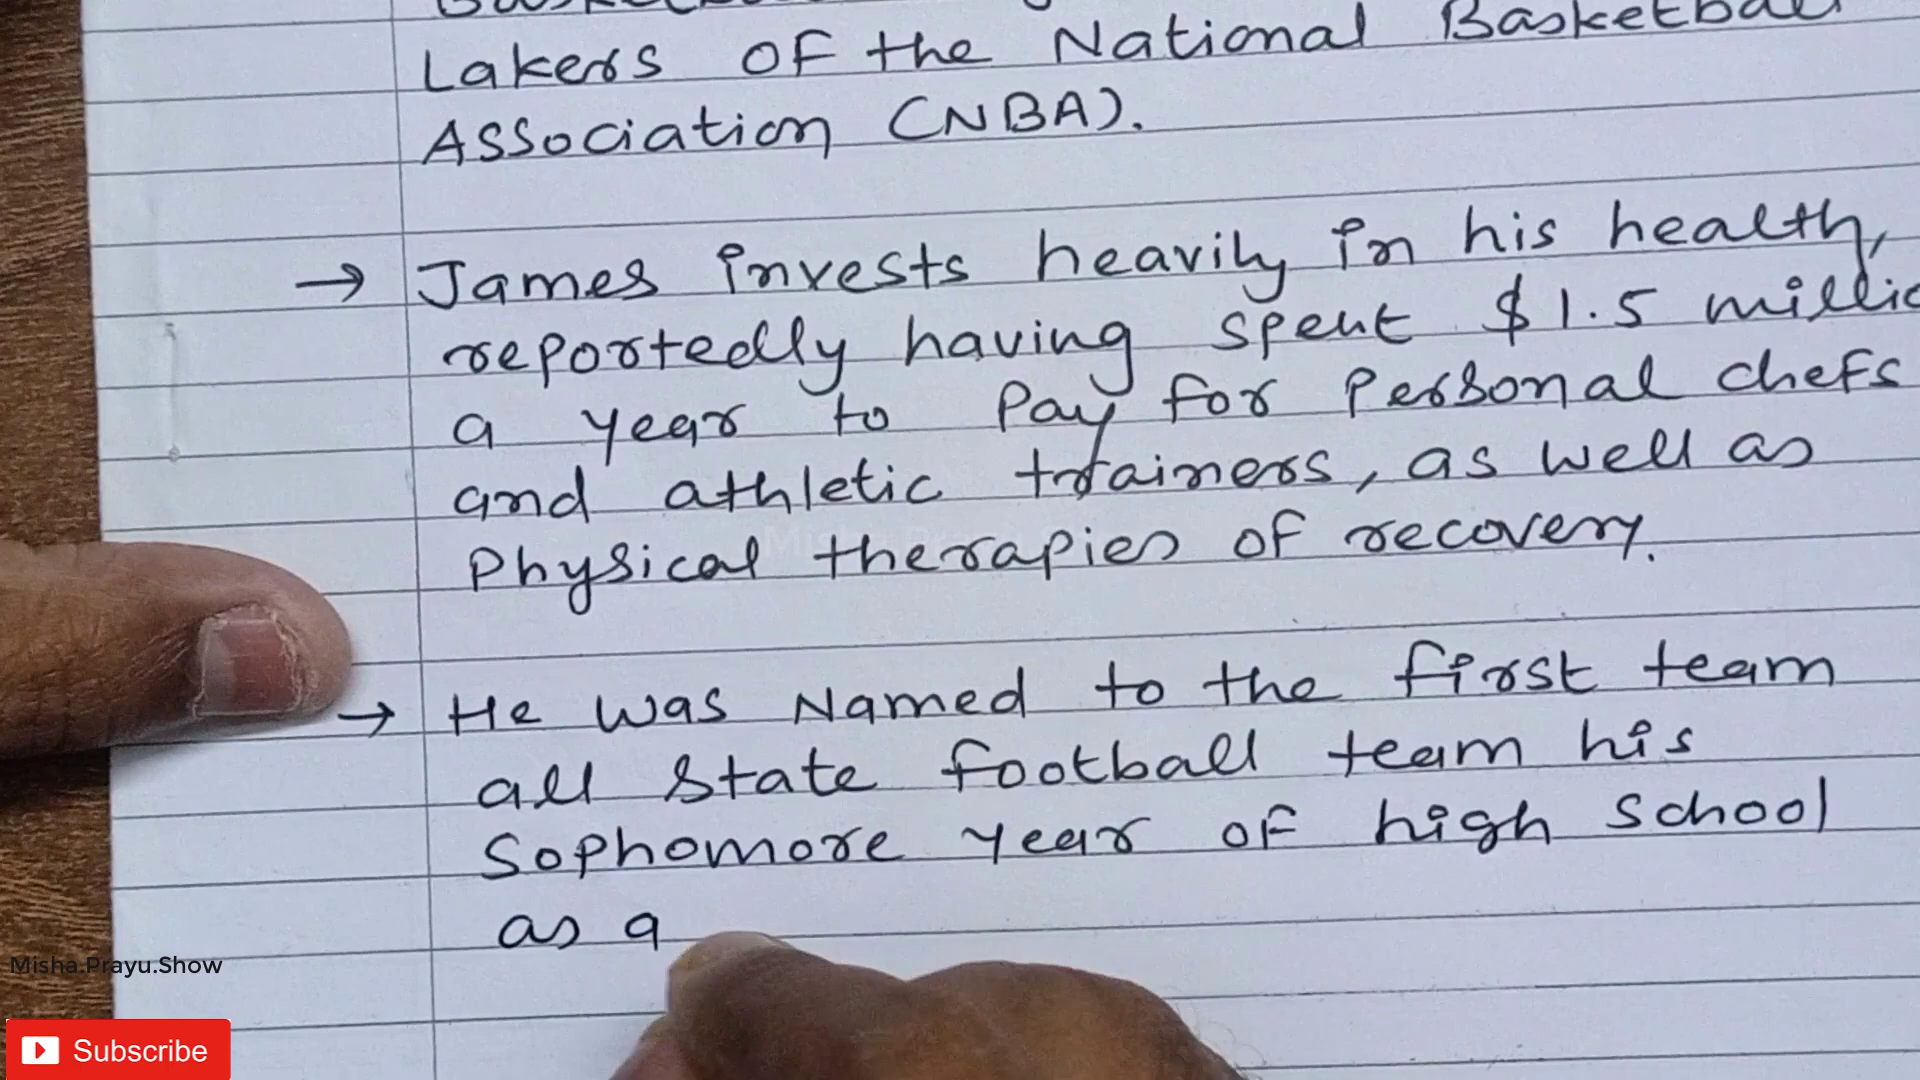 Lakers of the National Basketball
Association (NBA).
→ James invests heavily in his health,
reportedly having spent $1.5 millio
a year to pay for personal chefs
and athletic trainers, as well as
physical therapies of recovery.
→ He was Named to the first team
all state football team his
Sophomore year of high school
as a
Misha.Prayu.Show
Subscribe